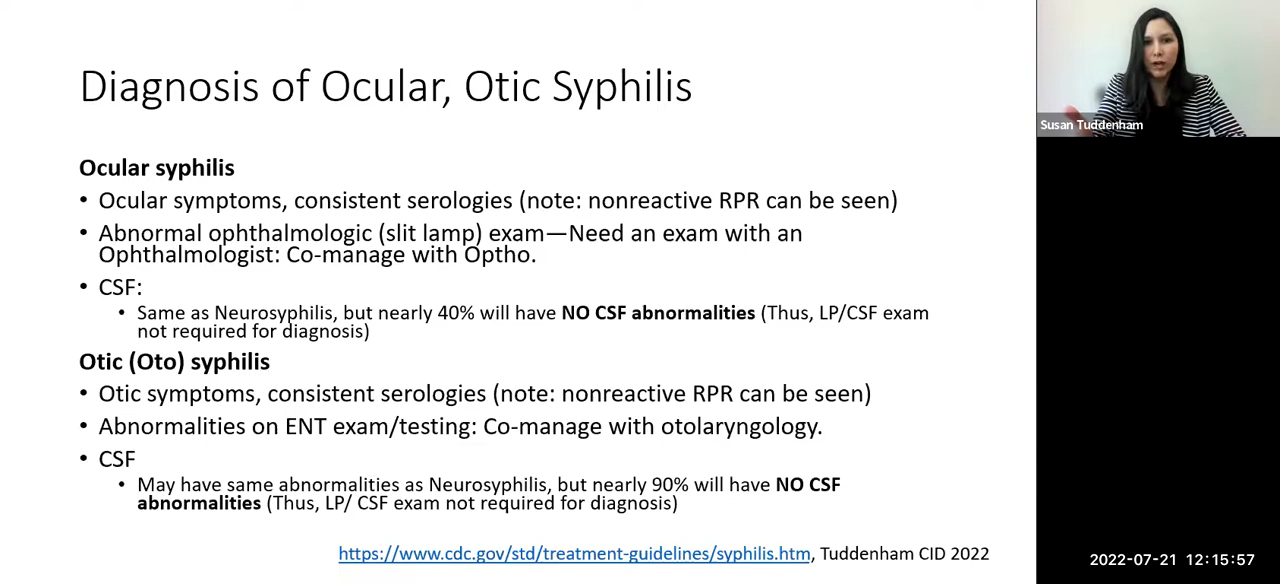 Diagnosis of Ocular, Otic Syphilis
Susan Tuddenham
Ocular syphilis
• Ocular symptoms, consistent serologies (note: nonreactive RPR can be seen)
• Abnormal ophthalmologic (slit lamp) exam—Need an exam with an
Ophthalmologist: Co-manage with Optho.
• CSF:
• Same as Neurosyphilis, but nearly 40% will have NO CSF abnormalities (Thus, LP/CSF exam
not required for diagnosis)
Otic (Oto) syphilis
• Otic symptoms, consistent serologies (note: nonreactive RPR can be seen)
• Abnormalities on ENT exam/testing: Co-manage with otolaryngology.
• CSF
• May have same abnormalities as Neurosyphilis, but nearly 90% will have NO CSF
abnormalities (Thus, LP/ CSF exam not required for diagnosis)
https://www.cdc.gov/std/treatment-guidelines/syphilis.htm, Tuddenham CID 2022
2022-07-21 12:15:57